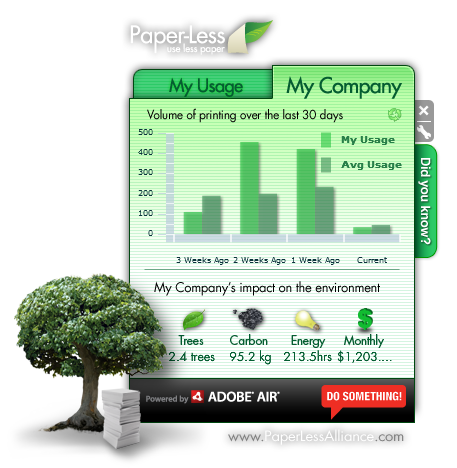 Paper-Less
use less paper
My Usage
My Company
Volume of printing over the last 30 days
500
400
300
200
100
0
My Usage
Avg Usage
3 Weeks Ago
2 Weeks Ago
1 Week Ago
Current
Did you know?
My Company's impact on the environment
Trees
Carbon
Energy
Monthly
2.4 trees
95.2 kg
213.5hrs
$1,203....
Powered by
ADOBE® AIR™
DO SOMETHING!
www.PaperLessAlliance.com